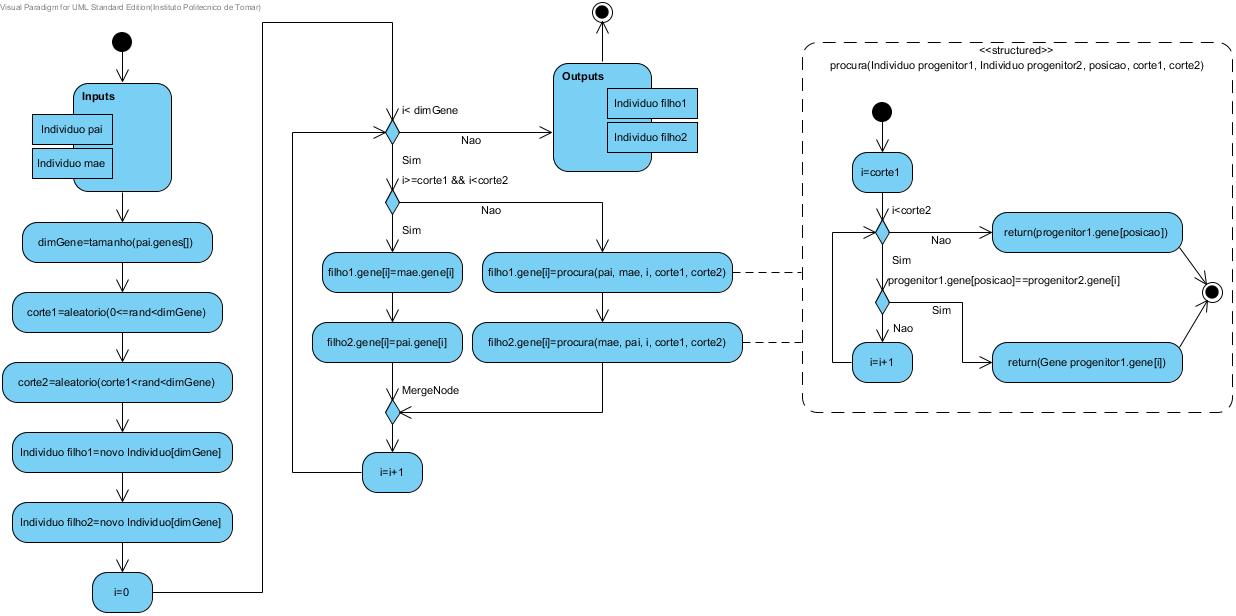 Visual Paradigm for UML Standard Edition(Instituto Politecnico de Tomar)
Inputs
Individuo pai
Individuo mae
dimGene=tamanho(pai.genes[])
corte1=aleatorio(0<=rand<dimGene)
corte2=aleatorio(corte1<rand<dimGene)
Individuo filho1=novo Individuo[dimGene]
Individuo filho2=novo Individuo[dimGene]
i=0
i< dimGene
Nao
Sim
i>=corte1 && i<corte2
Nao
Sim
filho1.gene[i]=mae.gene[i]
filho2.gene[i]=pai.gene[i]
filho1.gene[i]=procura(pai, mae, i, corte1, corte2)
filho2.gene[i]=procura(mae, pai, i, corte1, corte2)
MergeNode
i=i+1
Outputs
Individuo filho1
Individuo filho2
<<structured>>
procura(Individuo progenitor1, Individuo progenitor2, posicao, corte1, corte2)
i=corte1
i<corte2
Nao
return(progenitor1.gene[posicao])
Sim
progenitor1.gene[posicao]==progenitor2.gene[i]
Sim
Nao
i=i+1
return(Gene progenitor1.gene[i])